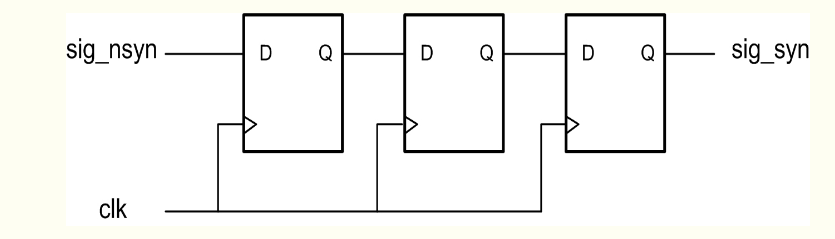 sig_nsyn D Q D Q D Q sig_syn
clk